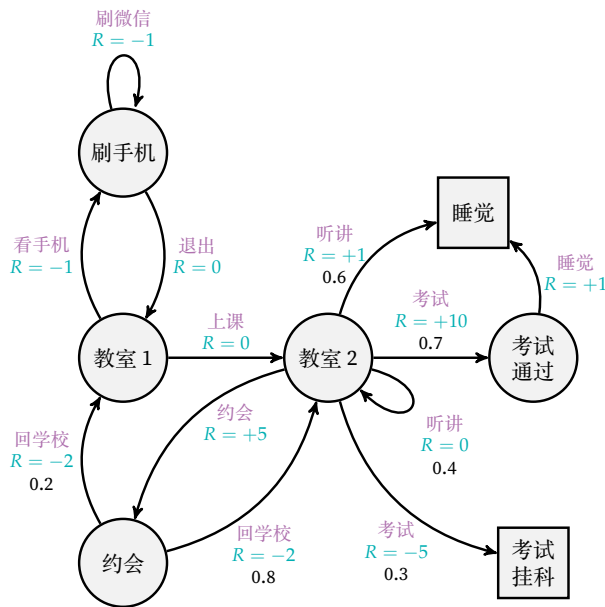 刷微信
R = −1
刷手机
看手机
R = −1
退出
R = 0
听讲
R = +1
0.6
睡觉
睡觉
R = +1
上课
R = 0
考试
R = +10
0.7
教室 1
教室 2
考试
通过
回学校
R = −2
0.2
约会
R = +5
听讲
R = 0
0.4
回学校
R = −2
0.8
考试
R = −5
0.3
约会
考试
挂科